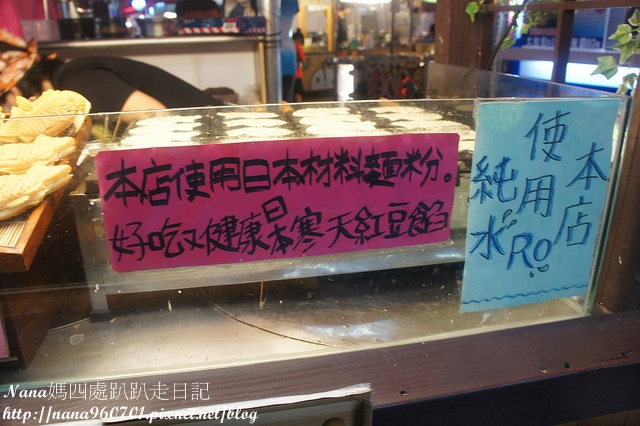 本店使用日本材料麵粉。
好吃又健康日本寒天紅豆餡
本店
使用RO
純水
Nana媽四處趴趴走日記
http://nana960701.pixnet.net/blog